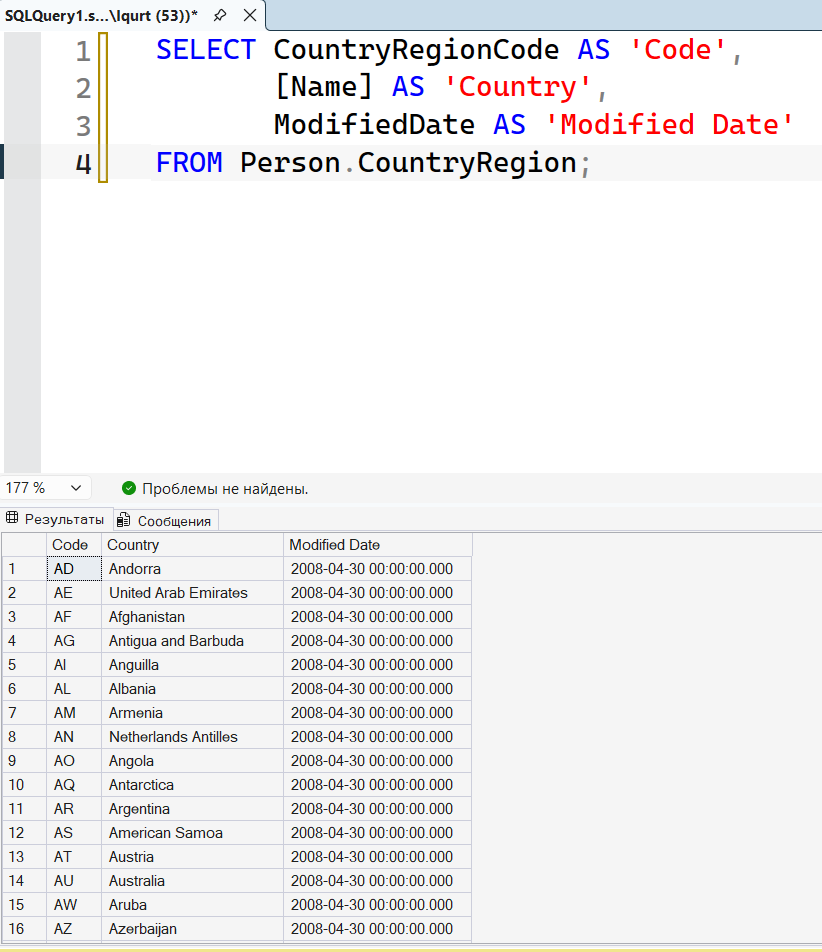 SQLQuery1.s...\lqurt (53))*
1 SELECT CountryRegionCode AS 'Code',
2 [Name] AS 'Country',
3 ModifiedDate AS 'Modified Date'
4 FROM Person.CountryRegion;
177 % Проблемы не найдены.
Результаты Сообщения
Code Country Modified Date
1 AD Andorra 2008-04-30 00:00:00.000
2 AE United Arab Emirates 2008-04-30 00:00:00.000
3 AF Afghanistan 2008-04-30 00:00:00.000
4 AG Antigua and Barbuda 2008-04-30 00:00:00.000
5 AI Anguilla 2008-04-30 00:00:00.000
6 AL Albania 2008-04-30 00:00:00.000
7 AM Armenia 2008-04-30 00:00:00.000
8 AN Netherlands Antilles 2008-04-30 00:00:00.000
9 AO Angola 2008-04-30 00:00:00.000
10 AQ Antarctica 2008-04-30 00:00:00.000
11 AR Argentina 2008-04-30 00:00:00.000
12 AS American Samoa 2008-04-30 00:00:00.000
13 AT Austria 2008-04-30 00:00:00.000
14 AU Australia 2008-04-30 00:00:00.000
15 AW Aruba 2008-04-30 00:00:00.000
16 AZ Azerbaijan 2008-04-30 00:00:00.000